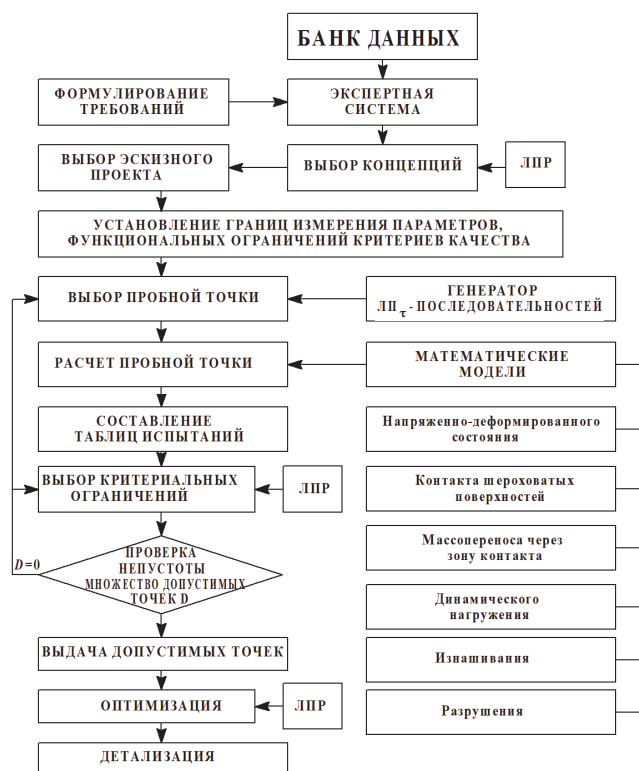 БАНК ДАННЫХ
ФОРМУЛИРОВАНИЕ
ТРЕБОВАНИЙ
ЭКСПЕРТНАЯ
СИСТЕМА
ВЫБОР ЭСКИЗНОГО
ПРОЕКТА
ВЫБОР КОНЦЕПЦИЙ
ЛПР
УСТАНОВЛЕНИЕ ГРАНИЦ ИЗМЕРЕНИЯ ПАРАМЕТРОВ,
ФУНКЦИОНАЛЬНЫХ ОГРАНИЧЕНИЙ КРИТЕРИЕВ КАЧЕСТВА
ВЫБОР ПРОБНОЙ ТОЧКИ
ГЕНЕРАТОР
ЛПτ - ПОСЛЕДОВАТЕЛЬНОСТЕЙ
РАСЧЕТ ПРОБНОЙ ТОЧКИ
МАТЕМАТИЧЕСКИЕ
МОДЕЛИ
СОСТАВЛЕНИЕ
ТАБЛИЦ ИСПЫТАНИЙ
Напряженно-деформированного
состояния
ВЫБОР КРИТЕРИАЛЬНЫХ
ОГРАНИЧЕНИЙ
ЛПР
Контакта шероховатых
поверхностей
D=0
ПРОВЕРКА
НЕПУСТОТЫ
МНОЖЕСТВО ДОПУСТИМЫХ
ТОЧЕК D
Массопереноса через
зону контакта
Динамического
нагружения
ВЫДАЧА ДОПУСТИМЫХ ТОЧЕК
Изнашивания
ОПТИМИЗАЦИЯ
ЛПР
Разрушения
ДЕТАЛИЗАЦИЯ